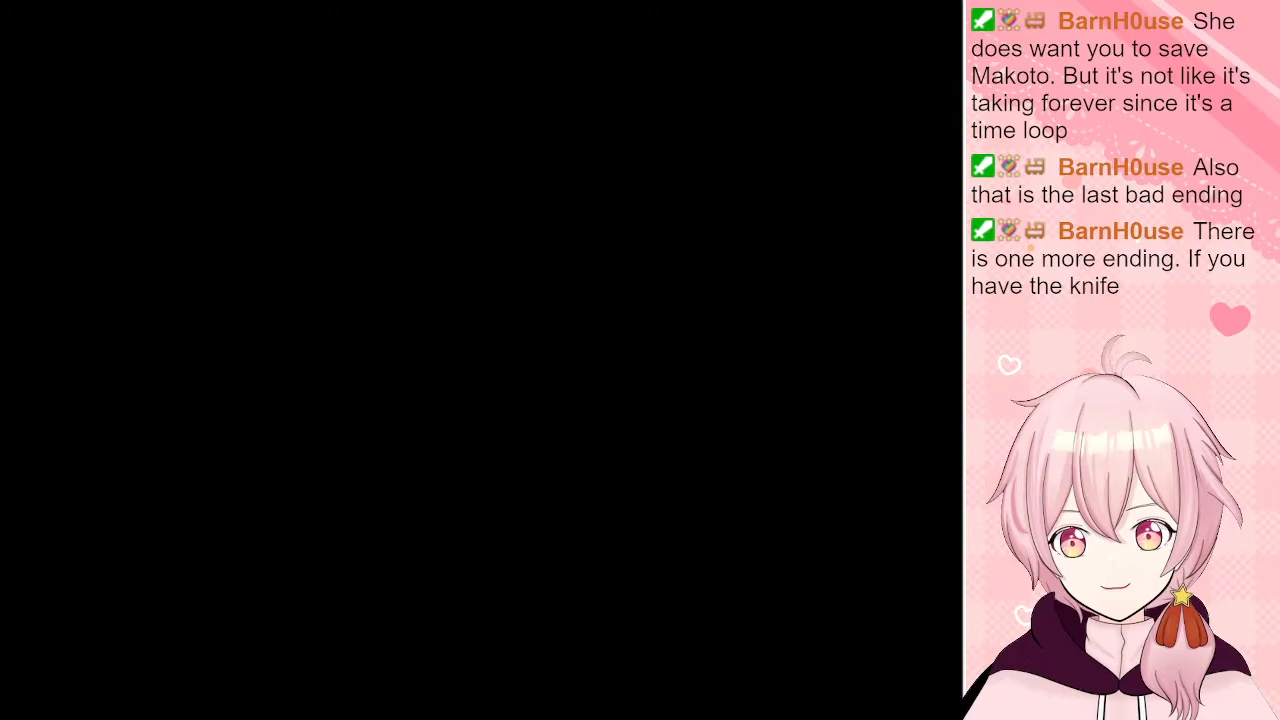 BarnH0use She
does want you to save
Makoto. But it's not like it's
taking forever since it's a
time loop
BarnH0use Also
that is the last bad ending
BarnH0use There
is one more ending. If you
have the knife